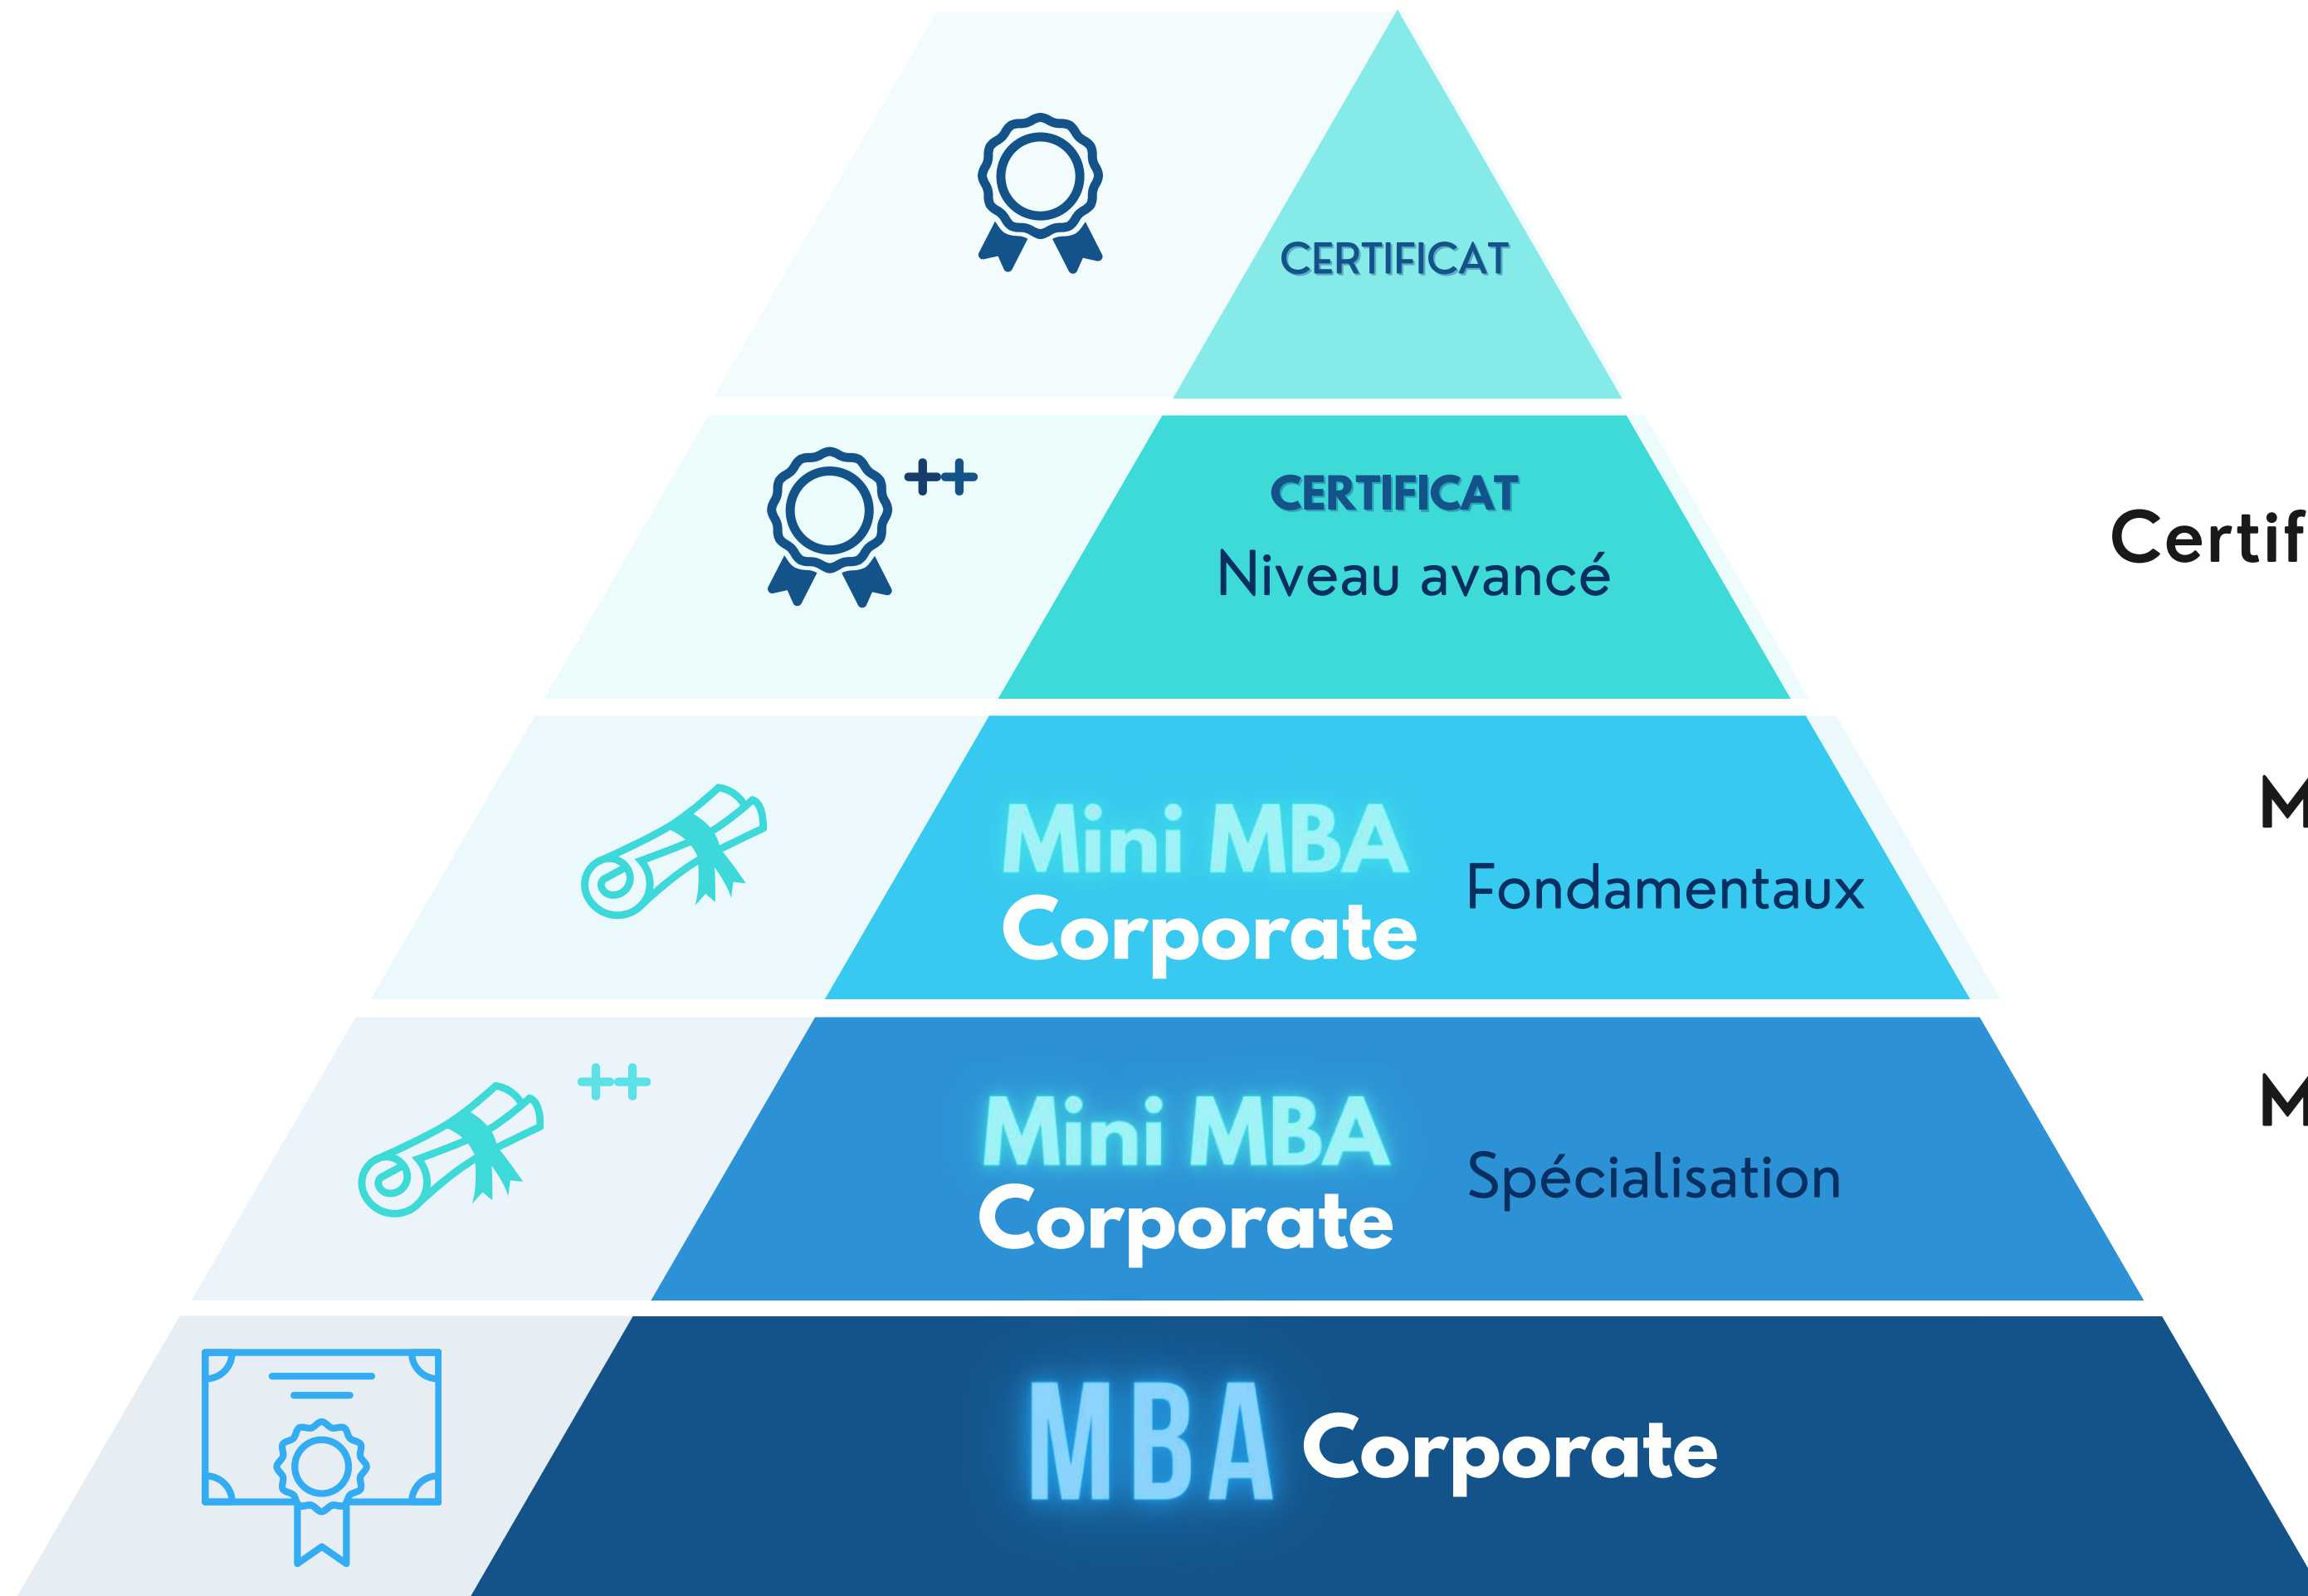 CERTIFICAT
CERTIFICAT
Niveau avancé
Certif
Mini MBA
Corporate
Fondamentaux
M
Mini MBA
Corporate
Spécialisation
M
MBA Corporate